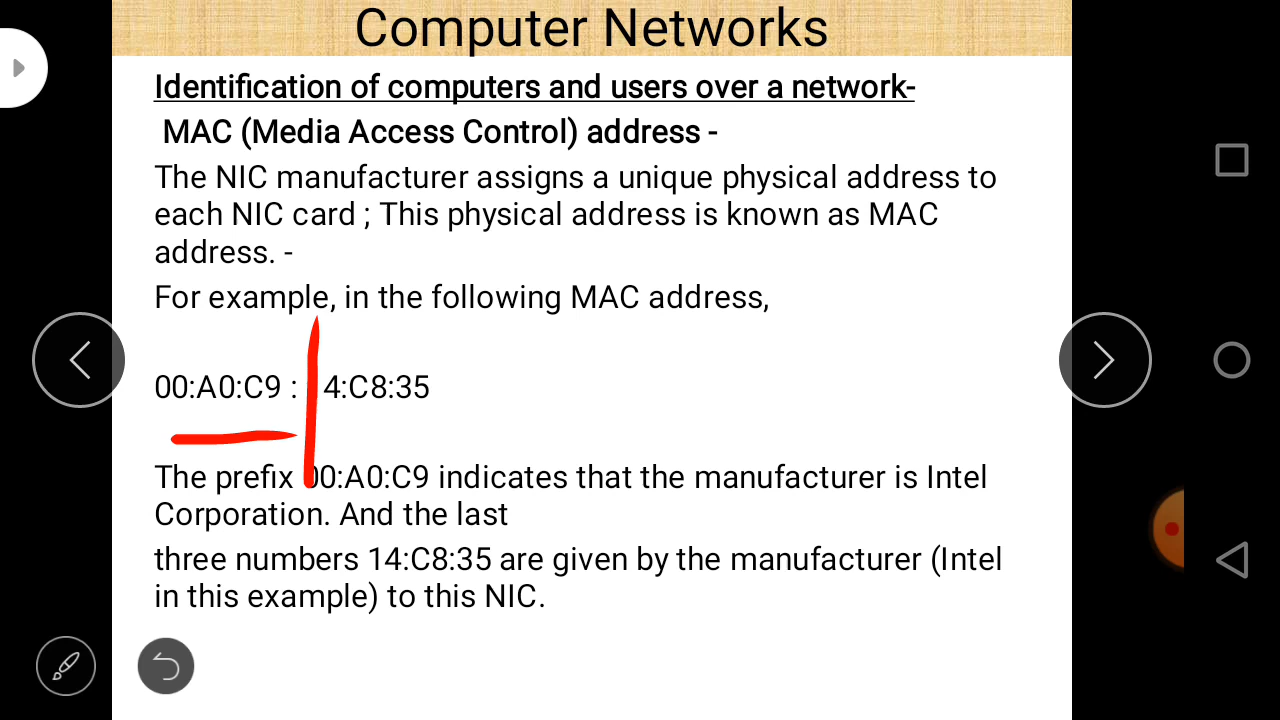 Computer Networks
Identification of computers and users over a network-
MAC (Media Access Control) address -
The NIC manufacturer assigns a unique physical address to
each NIC card ; This physical address is known as MAC
address. -
For example, in the following MAC address,
00:A0:C9 : 14:C8:35
The prefix 00:A0:C9 indicates that the manufacturer is Intel
Corporation. And the last
three numbers 14:C8:35 are given by the manufacturer (Intel
in this example) to this NIC.